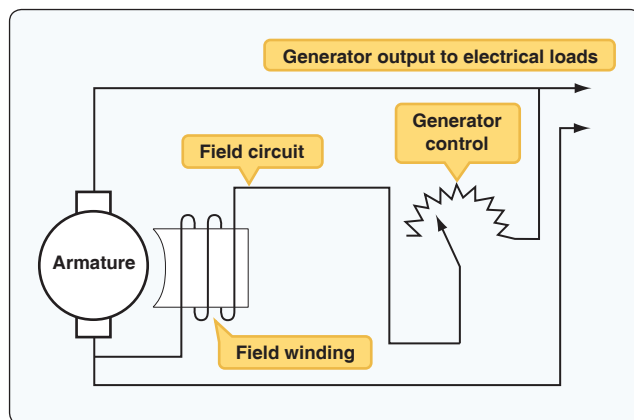 Generator output to electrical loads
Generator
control
Field circuit
Armature
Field winding